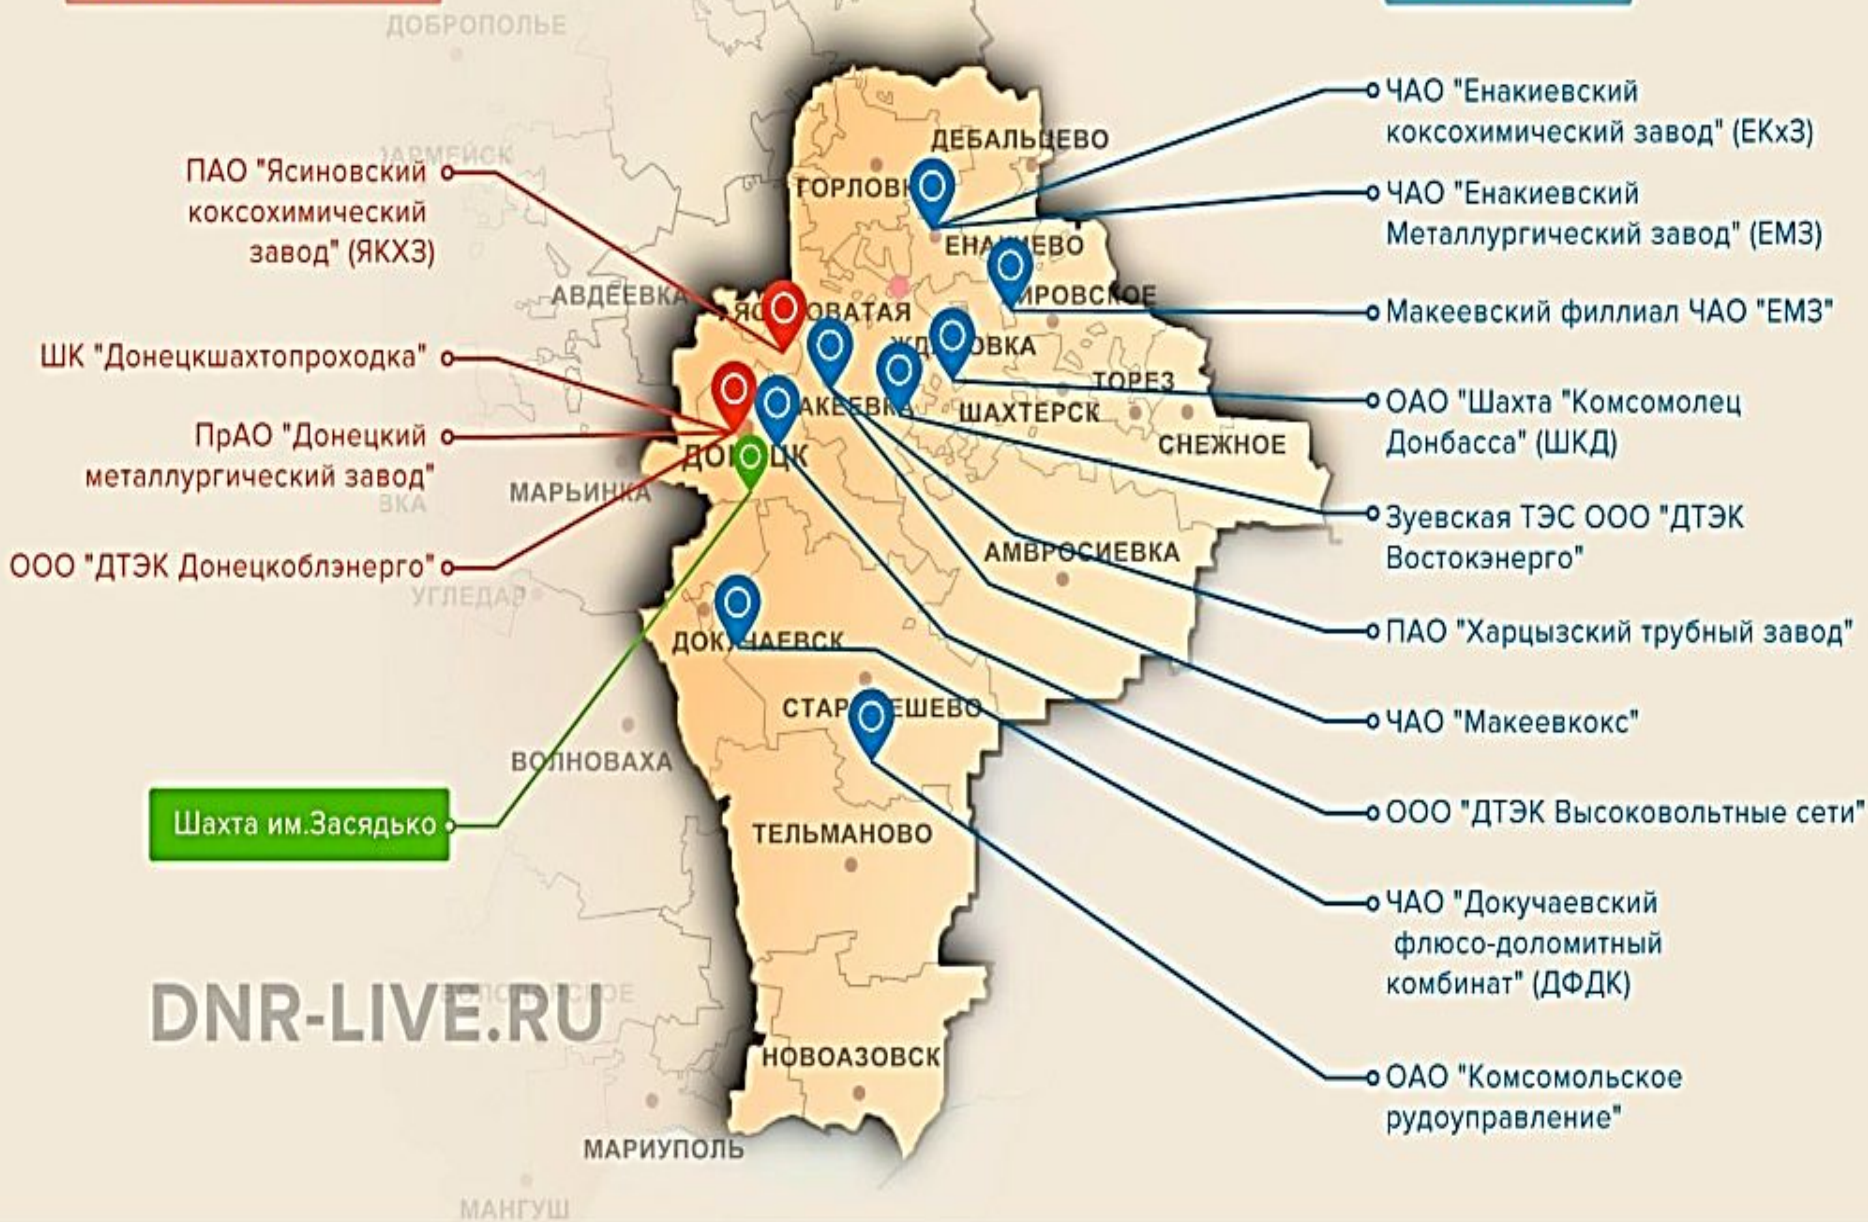 ДОБРОПОЛЬЕ
ДЕБАЛЬЦЕВО
ЧАО "Енакиевский
коксохимический завод" (ЕКхЗ)
ПАО "Ясиновский
коксохимический
завод" (ЯКХЗ)
ЧАО "Енакиевский
Металлургический завод" (ЕМЗ)
АВДЕЕВКА
Макеевский филлиал ЧАО "ЕМЗ"
ШК "Донецкшахтопроходка"
ТОРЕЗ
ШАХТЕРСК
СНЕЖНОЕ
ОАО "Шахта "Комсомолец
Донбасса" (ШКД)
ПрАО "Донецкий
металлургический завод"
МАРЬИНКА
Зуевская ТЭС ООО "ДТЭК
Востокэнерго"
АМВРОСИЕВКА
ООО "ДТЭК Донецкоблэнерго"
УГЛЕДАР
ПАО "Харцызский трубный завод"
ЧАО "Макеевкокс"
ВОЛНОВАХА
Шахта им.Засядько
ООО "ДТЭК Высоковольтные сети"
ТЕЛЬМАНОВО
ЧАО "Докучаевский
флюсо-доломитный
комбинат" (ДФДК)
DNR-LIVE.RU
НОВОАЗОВСК
ОАО "Комсомольское
рудоуправление"
МАРИУПОЛЬ
МАНГУШ